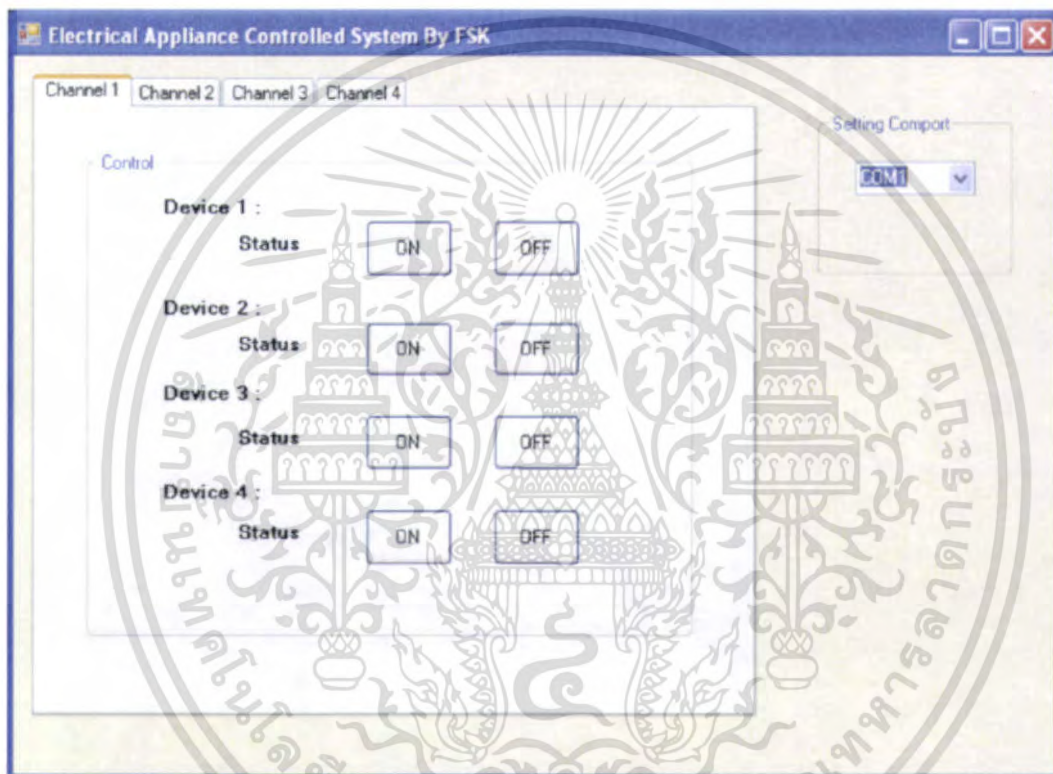 Electrical Appliance Controlled System By FSK
Channel 1 Channel 2 Channel 3 Channel 4
Setting Comport
COM1
Control
Device 1 :
Status ON OFF
Device 2 :
Status ON OFF
Device 3 :
Status ON OFF
Device 4 :
Status ON OFF